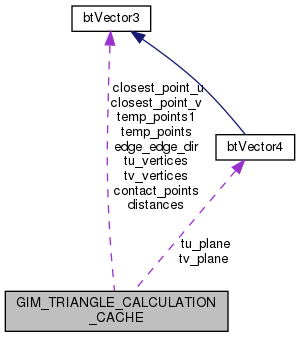 btVector3
closest_point_u
closest_point_v
temp_points1
temp_points
edge_edge_dir
tu_vertices
tv_vertices
contact_points
distances
btVector4
tu_plane
tv_plane
GIM_TRIANGLE_CALCULATION
_CACHE